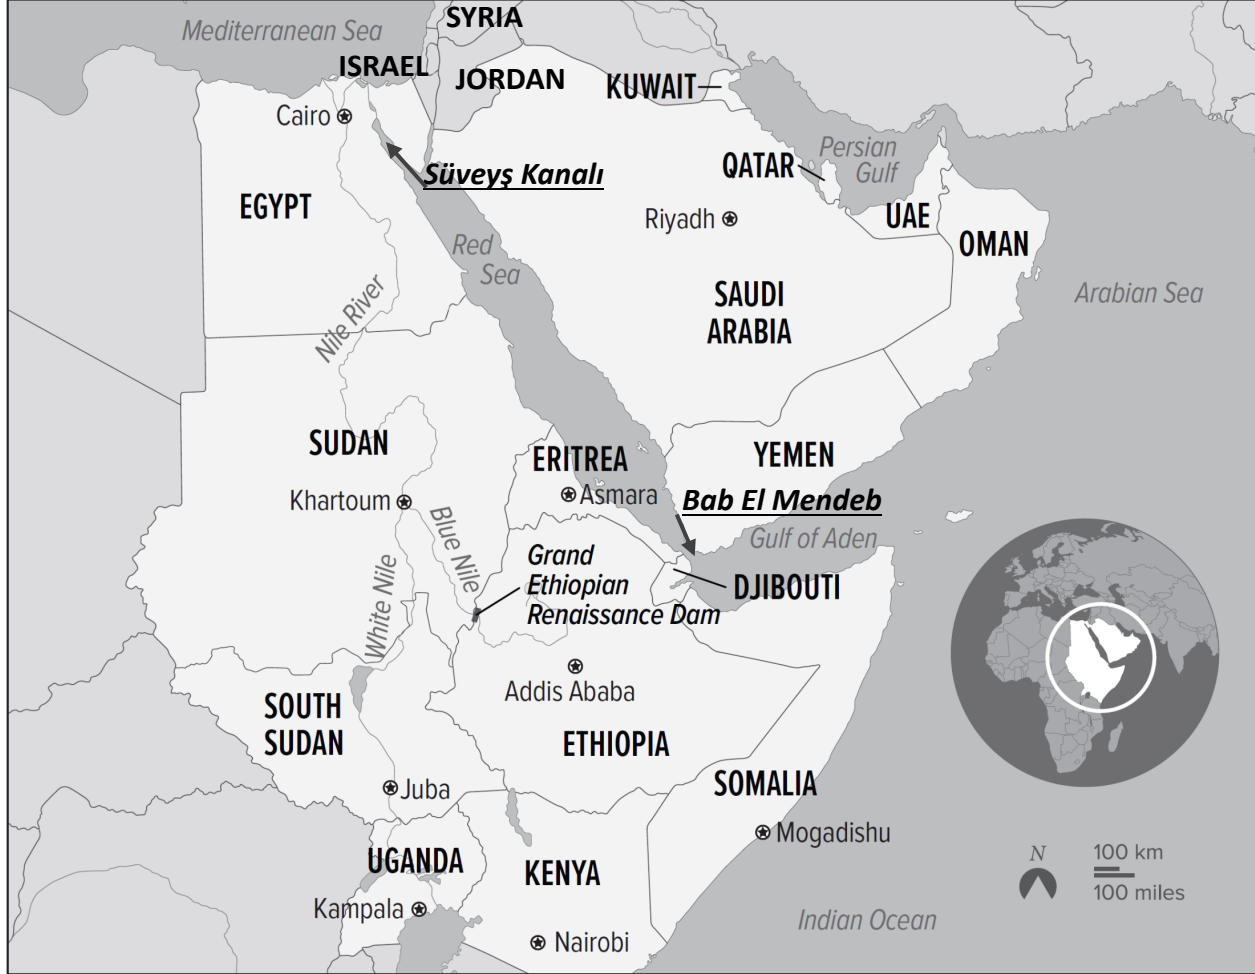 SYRIA
Mediterranean Sea
ISRAEL
JORDAN
KUWAIT
Cairo
Persian
Gulf
QATAR
Süveyş Kanalı
EGYPT
Riyadh
UAE
OMAN
Red
Sea
SAUDI
ARABIA
Arabian Sea
Nile River
SUDAN
ERITREA
YEMEN
Khartoum
Asmara
Bab El Mendeb
Blue Nile
Gulf of Aden
Grand
Ethiopian
Renaissance Dam
DJIBOUTI
White Nile
Addis Ababa
SOUTH
SUDAN
ETHIOPIA
SOMALIA
Juba
Mogadishu
UGANDA
KENYA
N
100 km
100 miles
Kampala
Nairobi
Indian Ocean